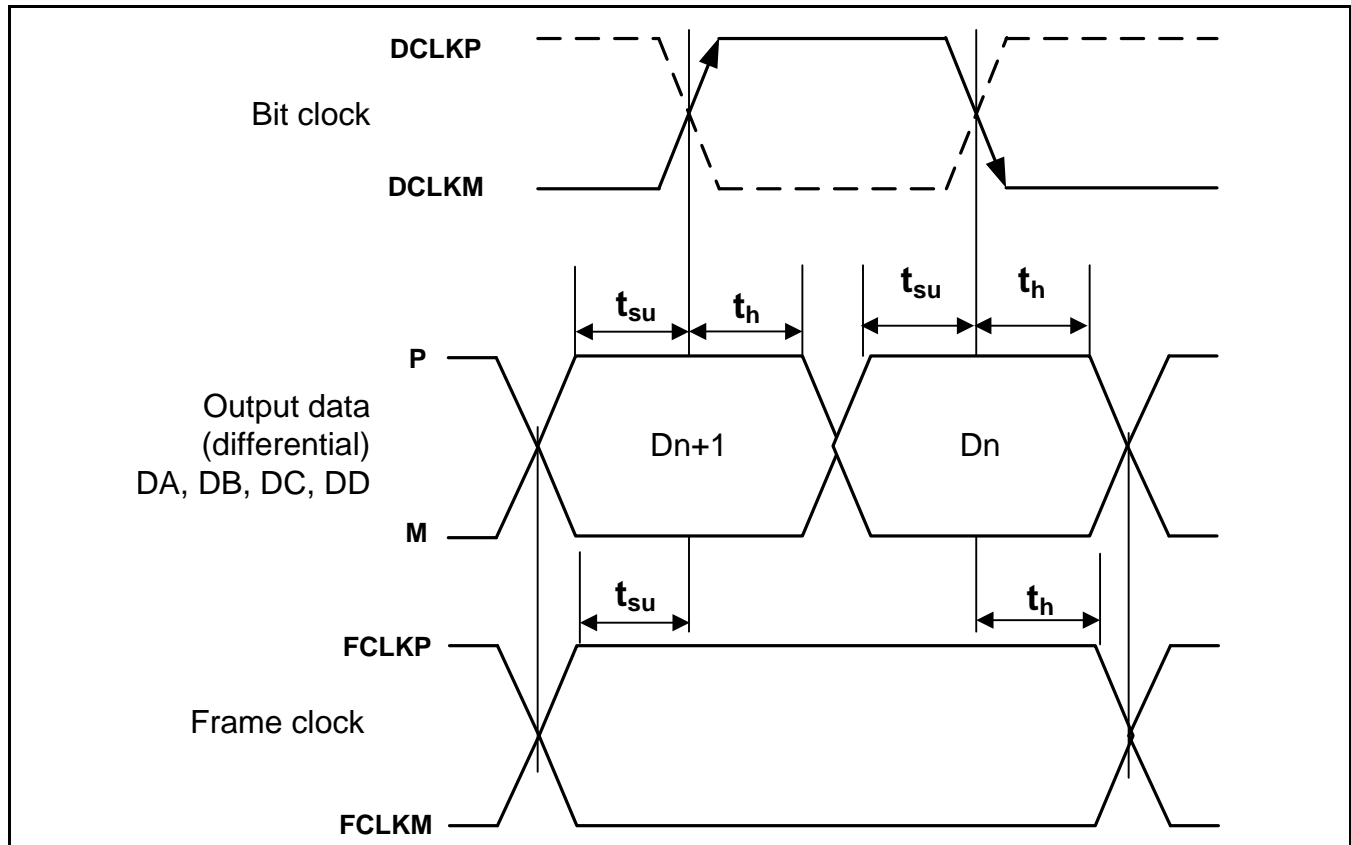 DCLKP
Bit clock
DCLKM
tsu th tsu th
P
Output data
(differential)
DA, DB, DC, DD
Dn+1 Dn
M
tsu th
FCLKP
Frame clock
FCLKM